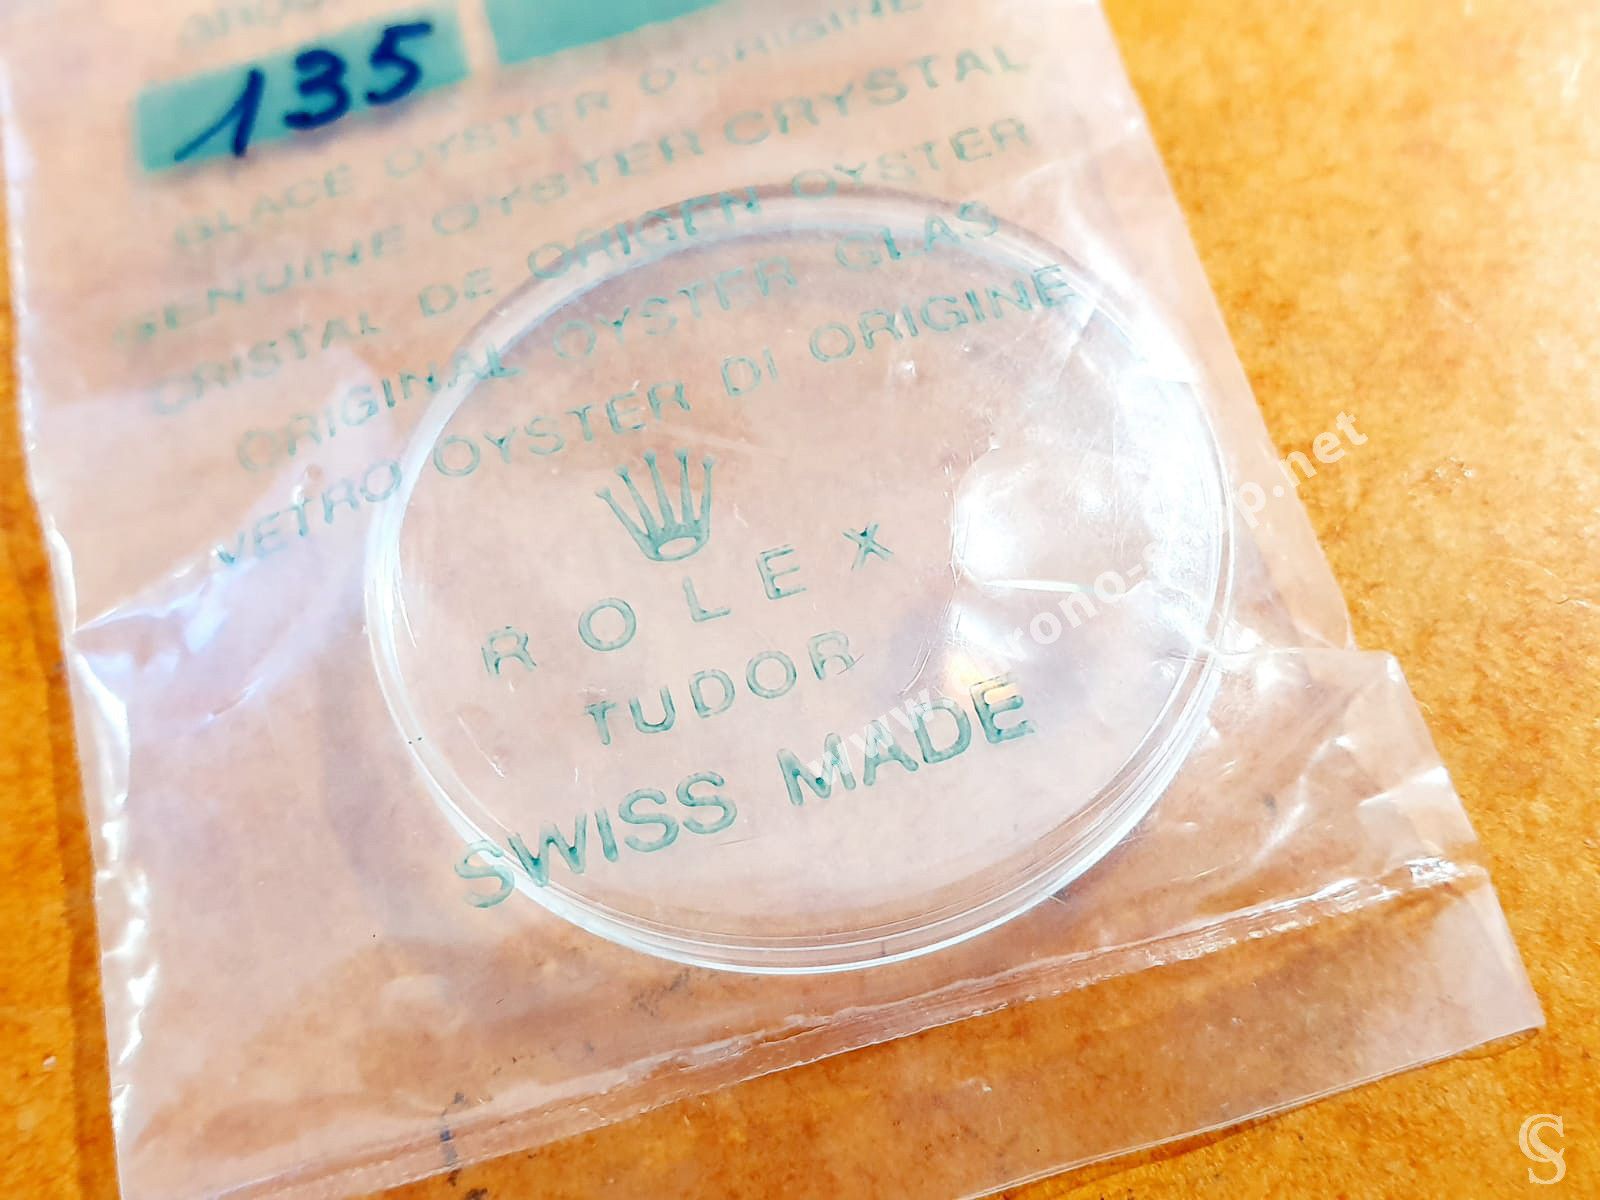 135
GLACE OYSTER D'ORIGINE
GENUINE OYSTER CRYSTAL
CRISTAL DE ORIGEN OYSTER
ORIGINAL OYSTER GLAS
VETRO OYSTER DI ORIGINE
ROLEX
TUDOR
SWISS MADE